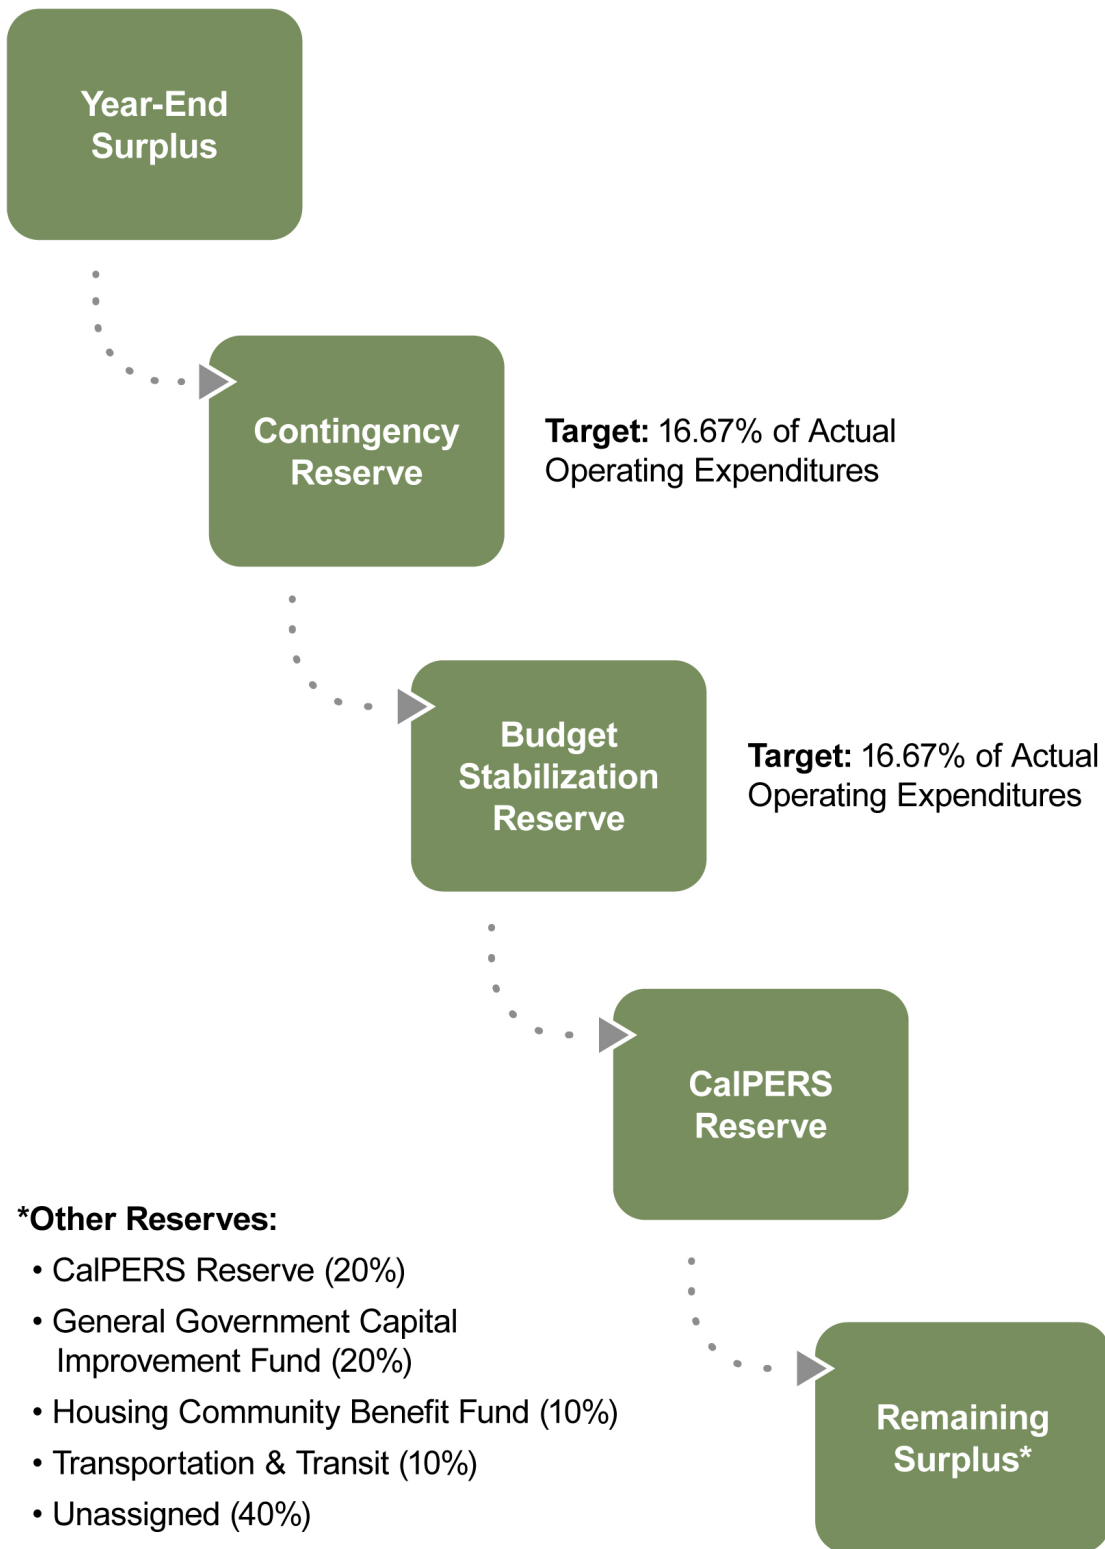 Year-End
Surplus
Contingency
Reserve
Target: 16.67% of Actual
Operating Expenditures
Budget
Stabilization
Reserve
Target: 16.67% of Actual
Operating Expenditures
CalPERS
Reserve
*Other Reserves:
• CalPERS Reserve (20%)
• General Government Capital
Improvement Fund (20%)
• Housing Community Benefit Fund (10%)
• Transportation & Transit (10%)
• Unassigned (40%)
Remaining
Surplus*